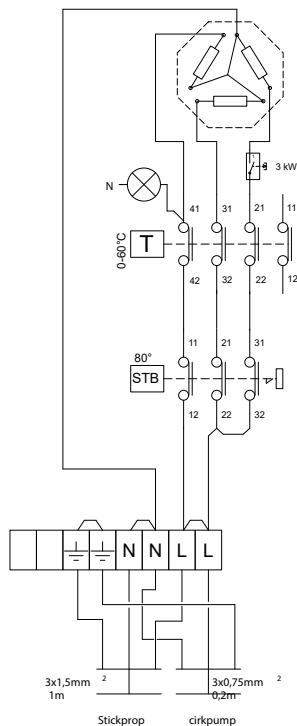 3 kW
N
41 31 21 11
0-60°C
T
42 32 22 12
11 21 31
80°
STB
12 22 32
N N L L
3x1,5mm 2
1m
3x0,75mm 2
0,2m
Stickprop cirkpump